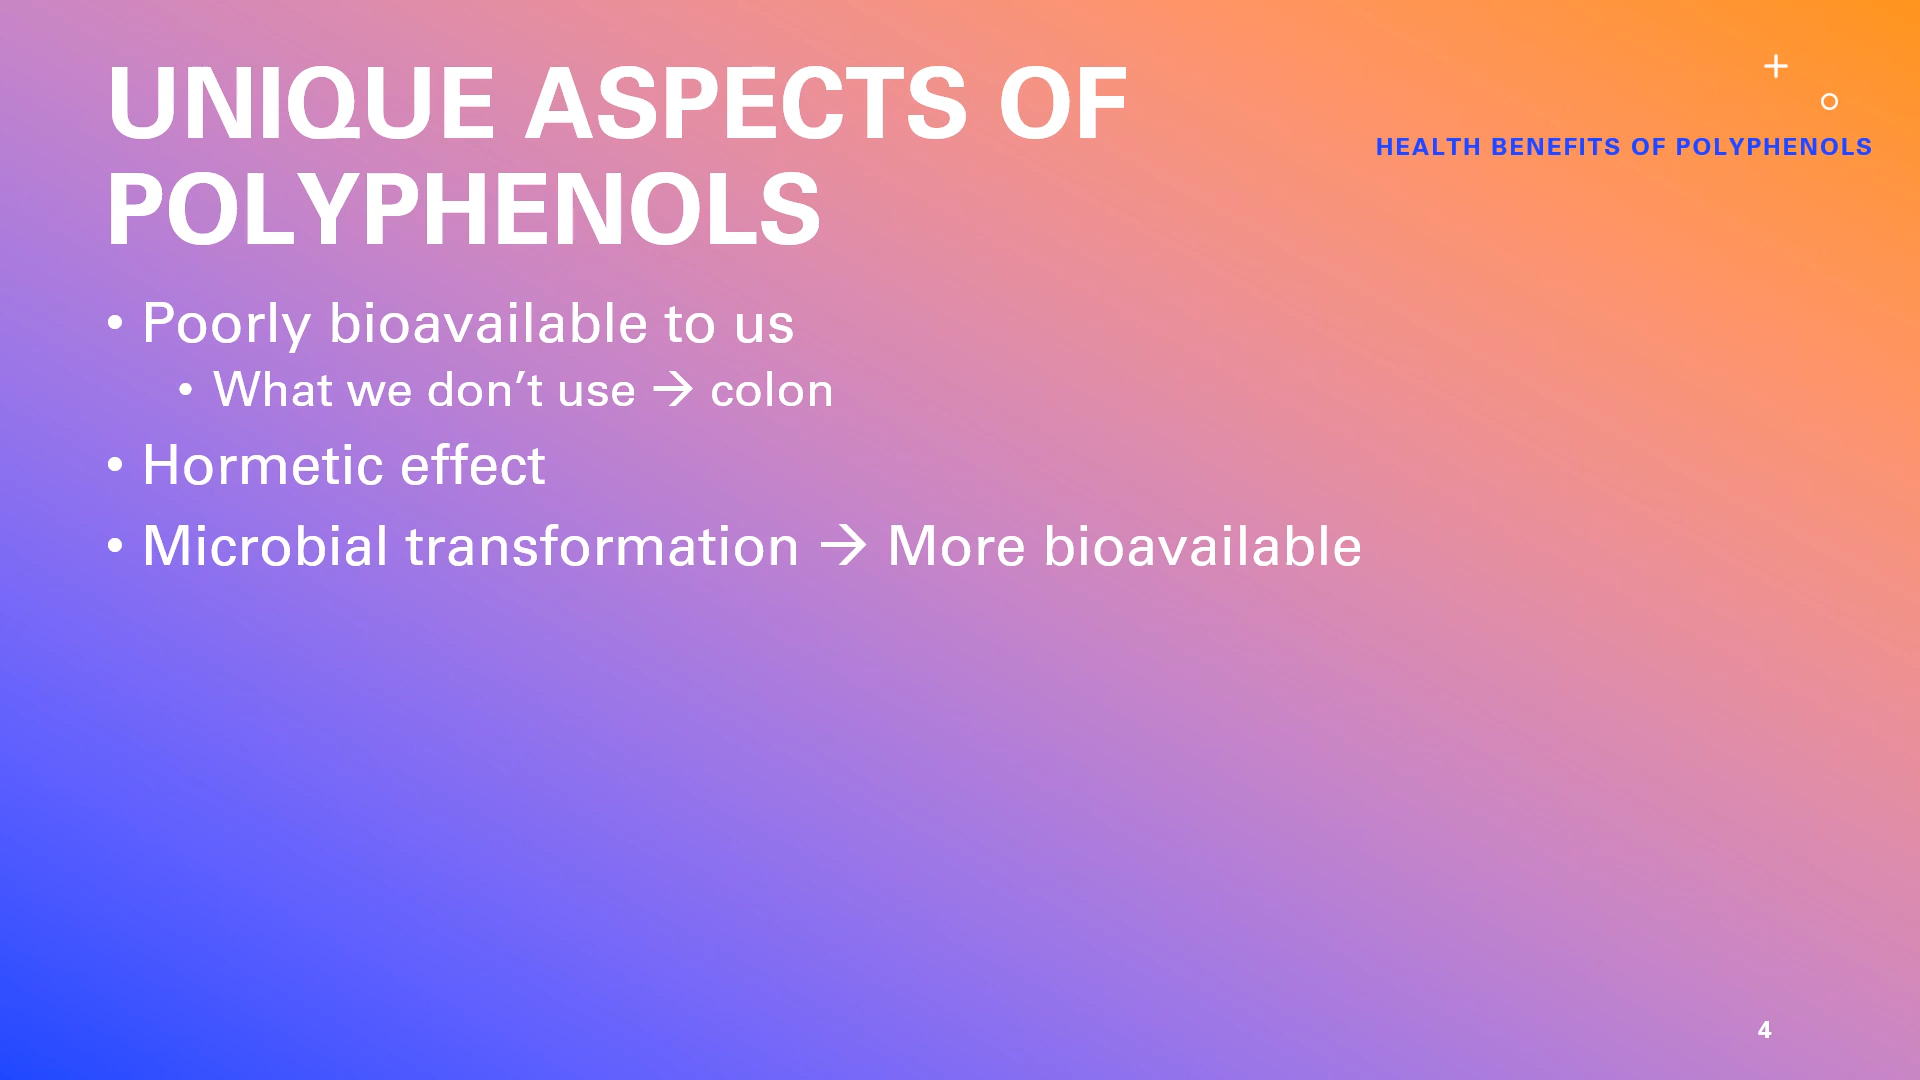 UNIQUE ASPECTS OF
POLYPHENOLS
HEALTH BENEFITS OF POLYPHENOLS
• Poorly bioavailable to us
• What we don’t use → colon
• Hormetic effect
• Microbial transformation → More bioavailable
4